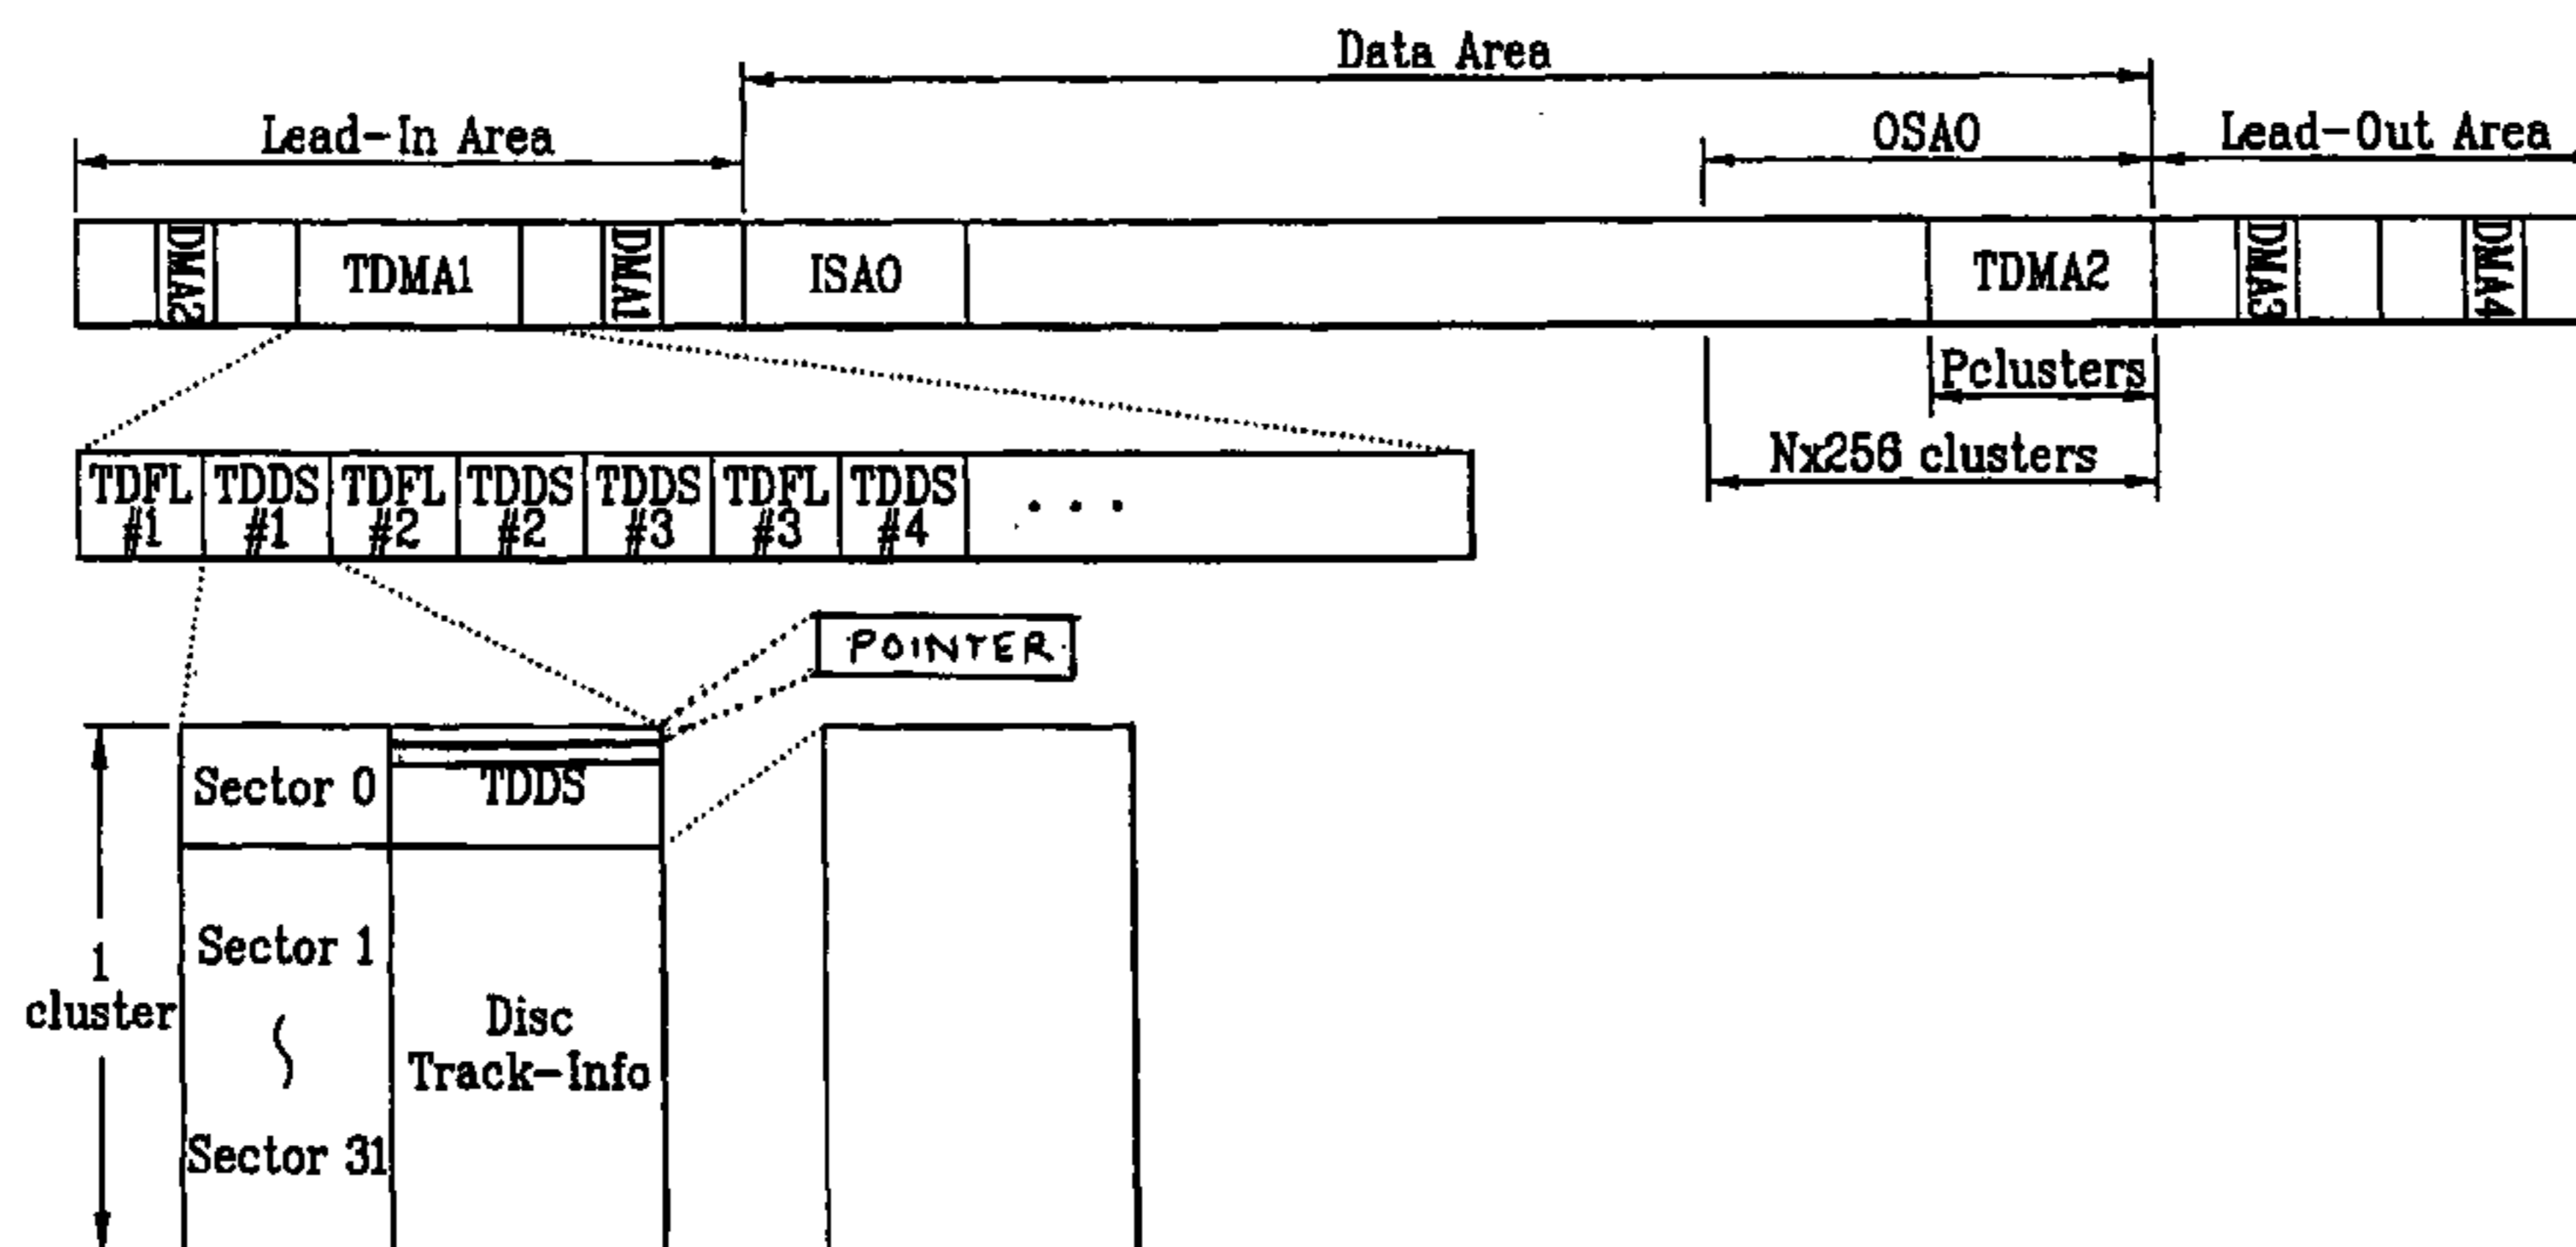 Data Area
Lead-In Area
OSA0
Lead-Out Area
DMA2
TDMA1
DMA1
ISA0
TDMA2
DMA3
DMA4
Pclusters
Nx256 clusters
TDFL #1
TDDS #1
TDFL #2
TDDS #2
TDDS #3
TDFL #3
TDDS #4
• • •
POINTER
Sector 0
TDDS
Sector 1
1 cluster
Disc
Track-Info
Sector 31